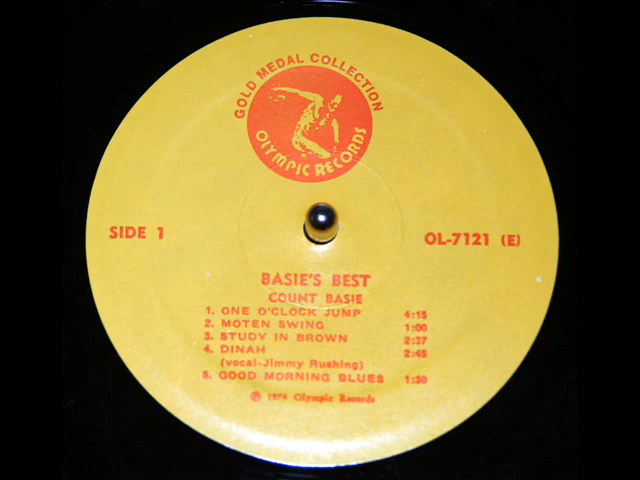 GOLD MEDAL COLLECTION
OLYMPIC RECORDS
SIDE 1
OL-7121 (E)
BASIE'S BEST
COUNT BASIE
1. ONE O'CLOCK JUMP 4:15
2. MOTEN SWING 1:00
3. STUDY IN BROWN 2:37
4. DINAH 2:45
(vocal-Jimmy Rushing)
5. GOOD MORNING BLUES 1:30
℗ 1974 Olympic Records